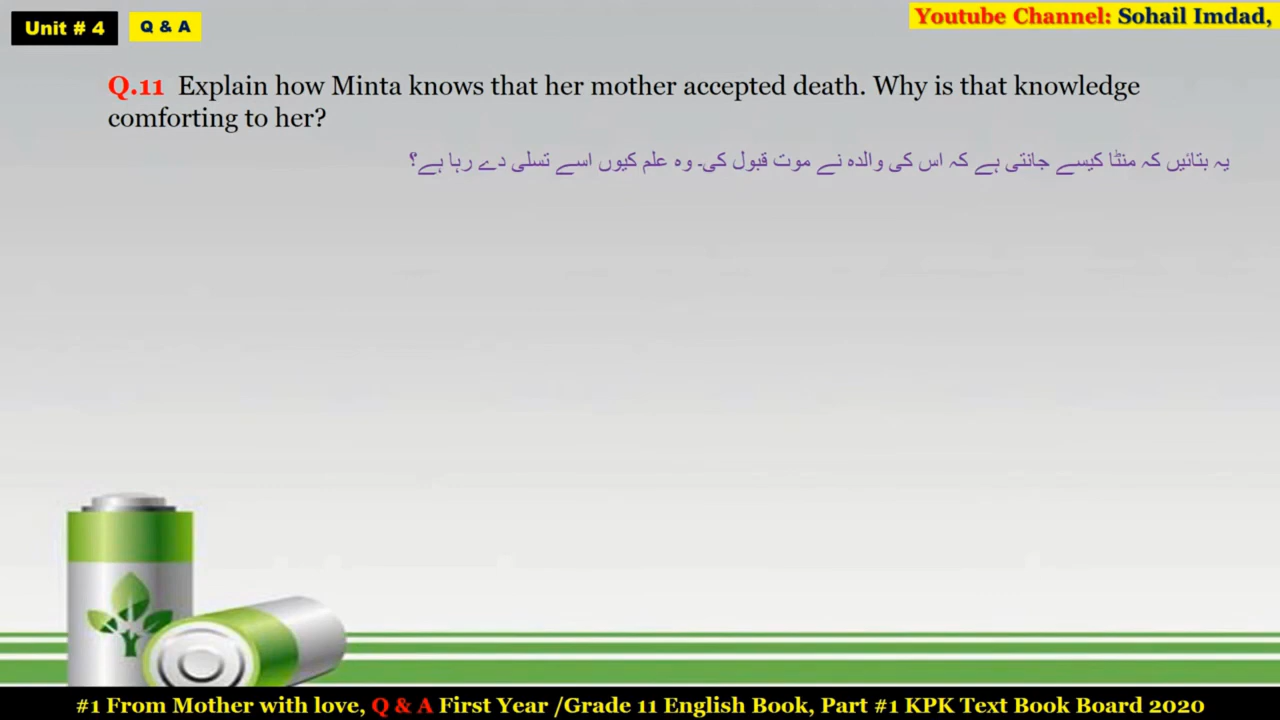 Unit # 4
Q & A
Youtube Channel: Sohail Imdad,
Q.11 Explain how Minta knows that her mother accepted death. Why is that knowledge
comforting to her?
یہ بتائیں کہ منٹا کیسے جانتی ہے کہ اس کی والدہ نے موت قبول کی۔ وہ علم کیوں اسے تسلی دے رہا ہے؟
#1 From Mother with love, Q & A First Year /Grade 11 English Book, Part #1 KPK Text Book Board 2020